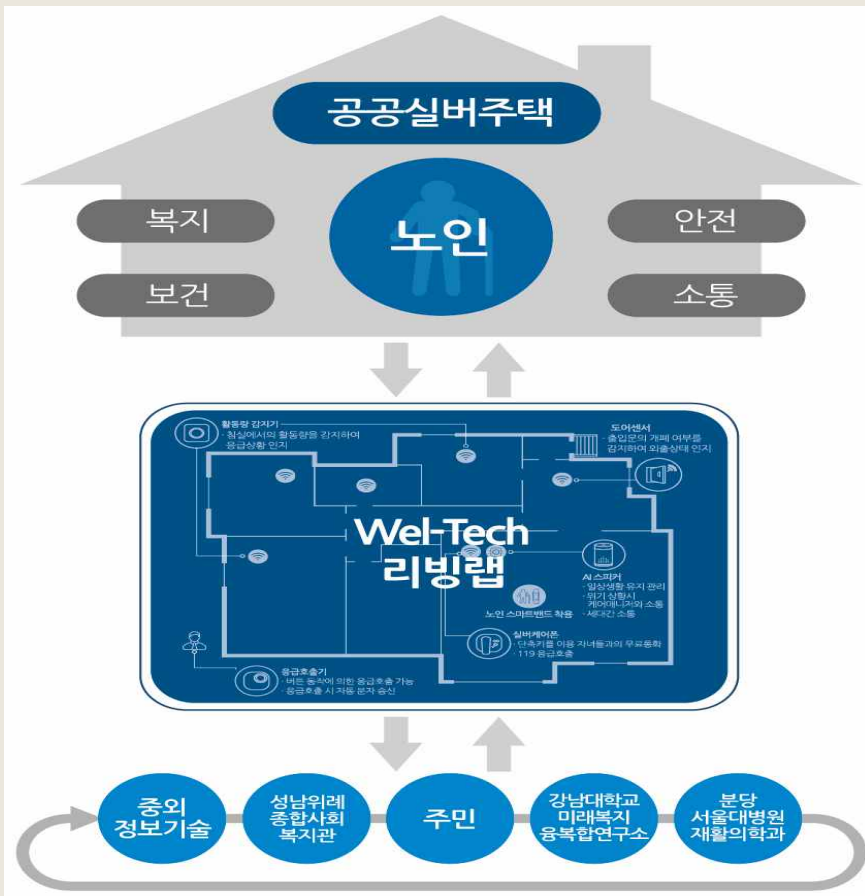 공공실버주택
노인
복지
안전
보건
소통
활동량 감지기
· 침실에서의 활동량을 감지하여
응급상황 인지
도어센서
· 출입문의 개폐 여부를
감지하여 외출상태 인지
Wel-Tech
리빙랩
AI 스피커
· 일상생활 유지 관리
· 위기 상황시
케어매니저와 소통
· 세대간 소통
노인 스마트밴드 착용
실버케어폰
· 단축키를 이용 자녀들과의 무료통화
· 119 응급호출
응급호출기
· 버튼 동작에 의한 응급호출 가능
· 응급호출 시 자동 문자 송신
중외
정보기술
성남위례
종합사회
복지관
주민
강남대학교
미래복지
융복합연구소
분당
서울대병원
재활의학과